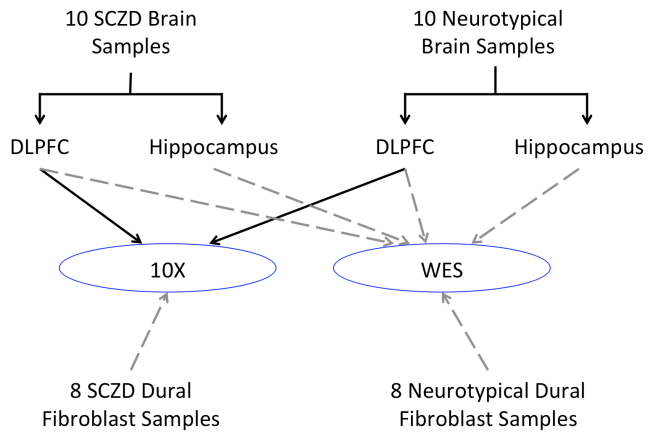 10 SCZD Brain
Samples
10 Neurotypical
Brain Samples
DLPFC
Hippocampus
DLPFC
Hippocampus
10X
WES
8 SCZD Dural
Fibroblast Samples
8 Neurotypical Dural
Fibroblast Samples